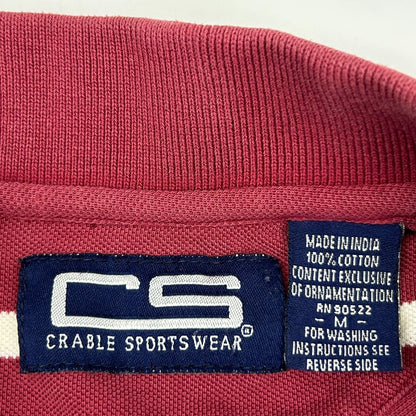 CS
CRABLE SPORTSWEAR®
MADE IN INDIA
100% COTTON
CONTENT EXCLUSIVE
OF ORNAMENTATION
RN 90522
- M -
FOR WASHING
INSTRUCTIONS SEE
REVERSE SIDE